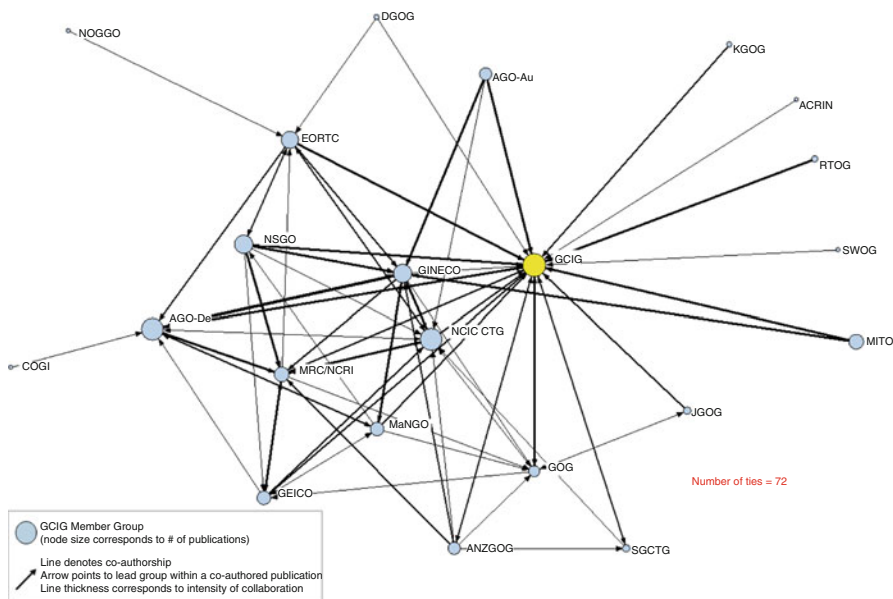 DGOG
NOGGO
KGOG
AGO-Au
ACRIN
EORTC
RTOG
NSGO
SWOG
GCIG
GINECO
AGO-De
NCIC CTG
MITO
COGI
MRC/NCRI
JGOG
MaNGO
GOG
Number of ties = 72
GEICO
GCIG Member Group
(node size corresponds to # of publications)
ANZGOG
SGCTG
Line denotes co-authorship
Arrow points to lead group within a co-authored publication
Line thickness corresponds to intensity of collaboration